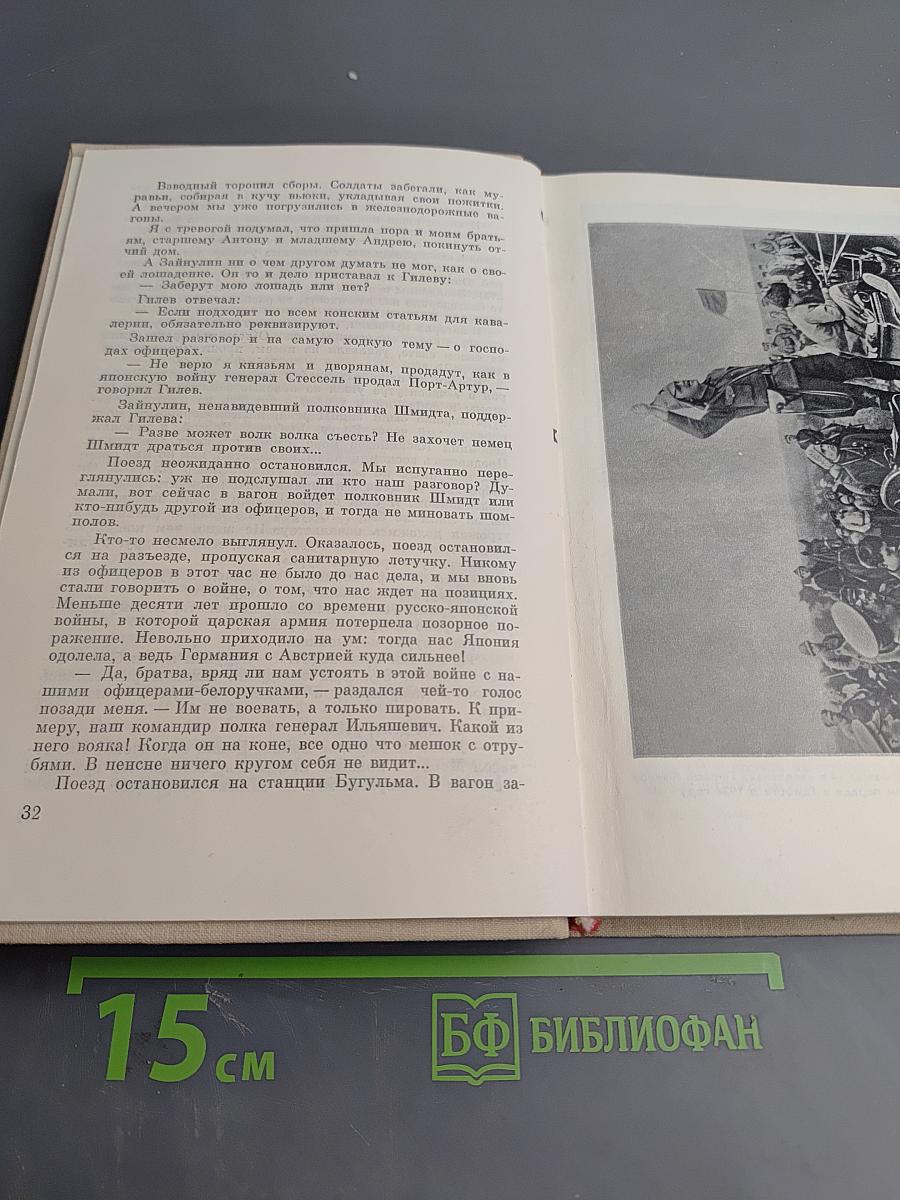 Взводный торопил сборы. Солдаты забегали, как му-
равьи, собирая в кучу вьюки, укладывая свои пожитки.
А вечером мы уже погрузились в железнодорожные ва-
гоны.
Я с тревогой подумал, что пришла пора и моим брать-
ям, старшему Антону и младшему Андрею, покинуть от-
чий дом.
А Зайнулин ни о чем другом думать не мог, как о сво-
ей лошаденке. Он то и дело приставал к Гилеву:
— Заберут мою лошадь или нет?
Гилев отвечал:
— Если подходит по всем конским статьям для кава-
лерии, обязательно реквизируют.
Зашел разговор и на самую ходкую тему — о госпо-
дах офицерах.
— Не верю я князьям и дворянам, продадут, как в
японскую войну генерал Стессель продал Порт-Артур, —
говорил Гилев.
Зайнулин, ненавидевший полковника Шмидта, поддер-
жал Гилева:
— Разве может волк волка съесть? Не захочет немец
Шмидт драться против своих...
Поезд неожиданно остановился. Мы испуганно пере-
глянулись: уж не подслушал ли кто наш разговор? Ду-
мали, вот сейчас в вагон войдет полковник Шмидт или
кто-нибудь другой из офицеров, и тогда не миновать шом-
полов.
Кто-то несмело выглянул. Оказалось, поезд остановил-
ся на разъезде, пропуская санитарную летучку. Никому
из офицеров в этот час не было до нас дела, и мы вновь
стали говорить о войне, о том, что нас ждет на позициях.
Меньше десяти лет прошло со времени русско-японской
войны, в которой царская армия потерпела позорное по-
ражение. Невольно приходило на ум: тогда нас Япония
одолела, а ведь Германия с Австрией куда сильнее!
— Да, братва, вряд ли нам устоять в этой войне с на-
шими офицерами-белоручками, — раздался чей-то голос
позади меня. — Им не воевать, а только пировать. К при-
меру, наш командир полка генерал Ильяшевич. Какой из
него вояка! Когда он на коне, все одно что мешок с отру-
бями. В пенсне ничего кругом себя не видит...
Поезд остановился на станции Бугульма. В вагон за-
32
15 см
БФ БИБЛИОФАН